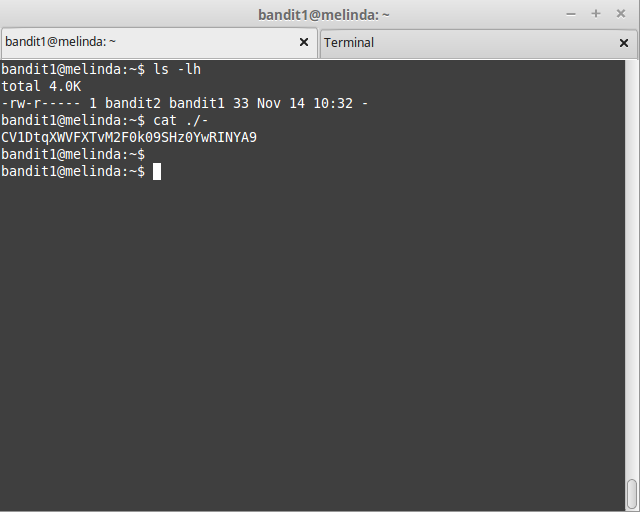 bandit1@melinda: ~
bandit1@melinda: ~
Terminal
bandit1@melinda:~$ ls -lh
total 4.0K
-rw-r----- 1 bandit2 bandit1 33 Nov 14 10:32 -
bandit1@melinda:~$ cat ./-
CV1DtqXWVFXTvM2F0k09SHz0YwRINYA9
bandit1@melinda:~$
bandit1@melinda:~$